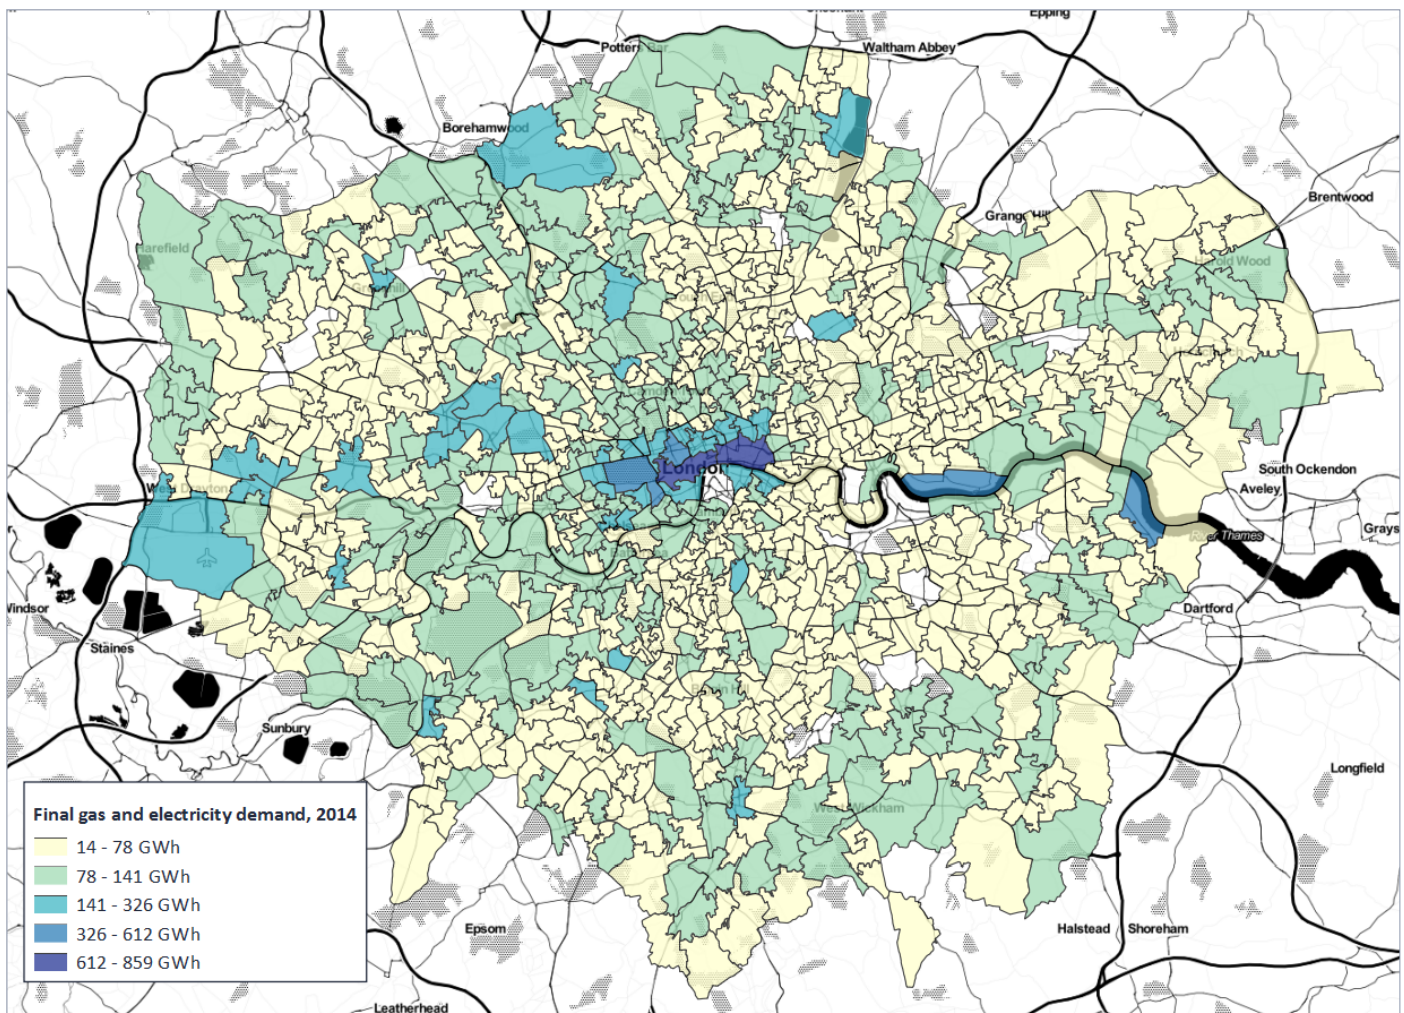 Potters Bar
Epping
Waltham Abbey
Borehamwood
Brentwood
Grange Hill
Harefield
Harold Wood
Greenhill
London
South Ockendon
Aveley
West Drayton
Grays
River Thames
Windsor
Dartford
Staines
Sunbury
Longfield
West Wickham
Final gas and electricity demand, 2014
14 - 78 GWh
78 - 141 GWh
141 - 326 GWh
326 - 612 GWh
612 - 859 GWh
Epsom
Halstead
Shoreham
Leatherhead